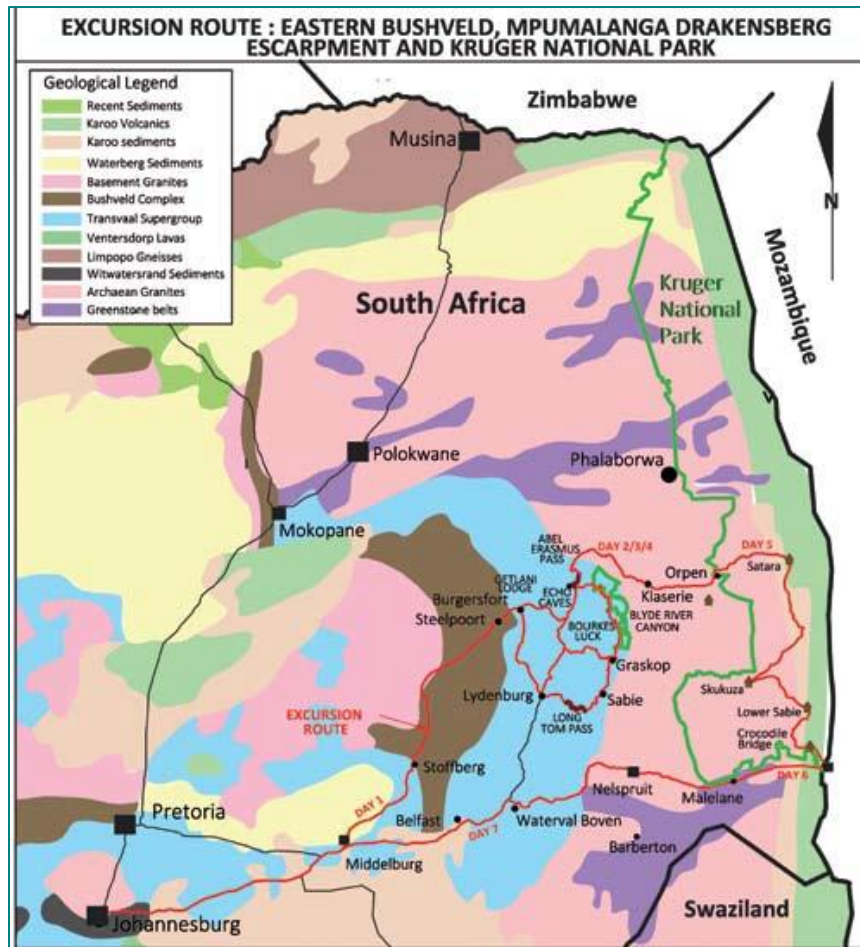 EXCURSION ROUTE : EASTERN BUSHVELD, MPUMALANGA DRAKENSBERG
ESCARPMENT AND KRUGER NATIONAL PARK
Geological Legend
Recent Sediments
Karoo Volcanics
Karoo sediments
Waterberg Sediments
Basement Granites
Bushveld Complex
Transvaal Supergroup
Ventersdorp Lavas
Limpopo Gneisses
Witwatersrand Sediments
Archaean Granites
Greenstone belts
Zimbabwe
Musina
N
Mozambique
South Africa
Kruger
National
Park
Polokwane
Phalaborwa
Mokopane
ABEL
ERASMUS
PASS
DAY 2/3/4
DAY 5
Orpen
Satara
GETLANI
LODGE
ECHO
CAVES
Klaserie
Burgersfort
Steelpoort
BLYDE RIVER
CANYON
BOURKES
LUCK
Graskop
Skukuza
Lydenburg
Sabie
Lower Sabie
LONG
TOM PASS
Crocodile
Bridge
EXCURSION
ROUTE
Stoffberg
Nelspruit
Malelane
DAY 6
DAY 1
Pretoria
Belfast
DAY 7
Waterval Boven
Barberton
Middelburg
Swaziland
Johannesburg